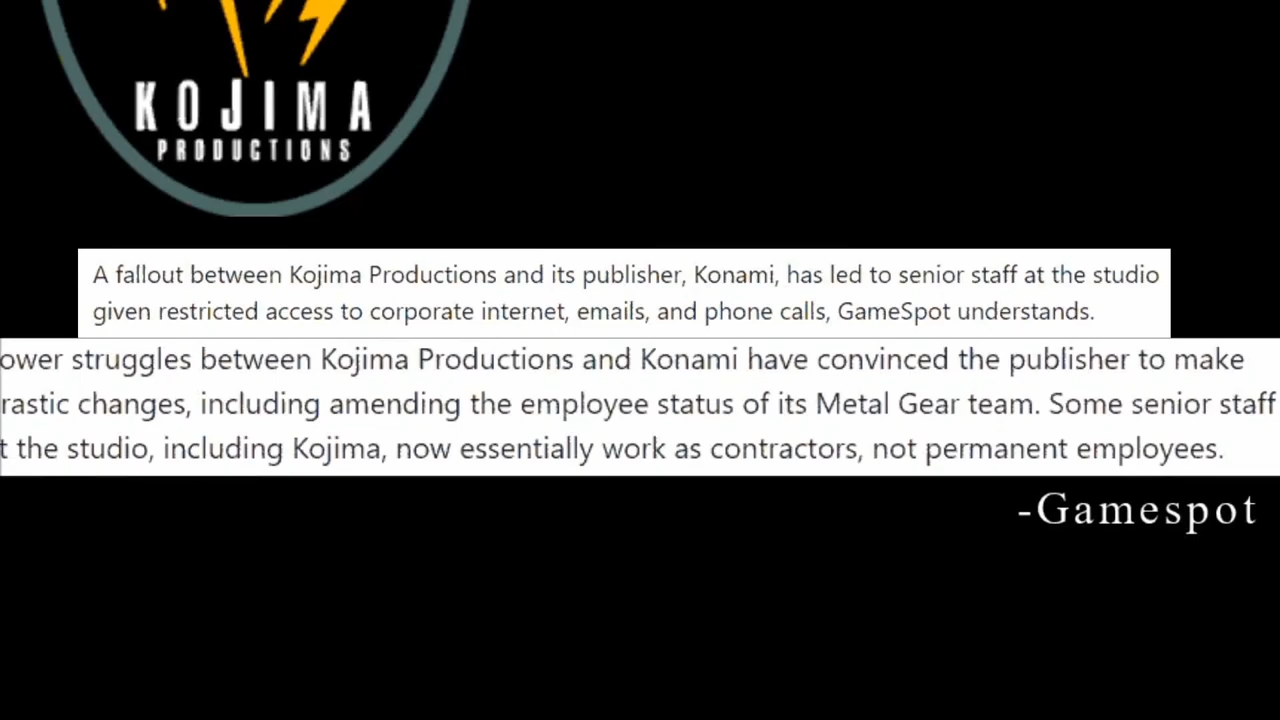 KOJIMA
PRODUCTIONS
A fallout between Kojima Productions and its publisher, Konami, has led to senior staff at the studio
given restricted access to corporate internet, emails, and phone calls, GameSpot understands.
ower struggles between Kojima Productions and Konami have convinced the publisher to make
rastic changes, including amending the employee status of its Metal Gear team. Some senior staff
t the studio, including Kojima, now essentially work as contractors, not permanent employees.
-Gamespot